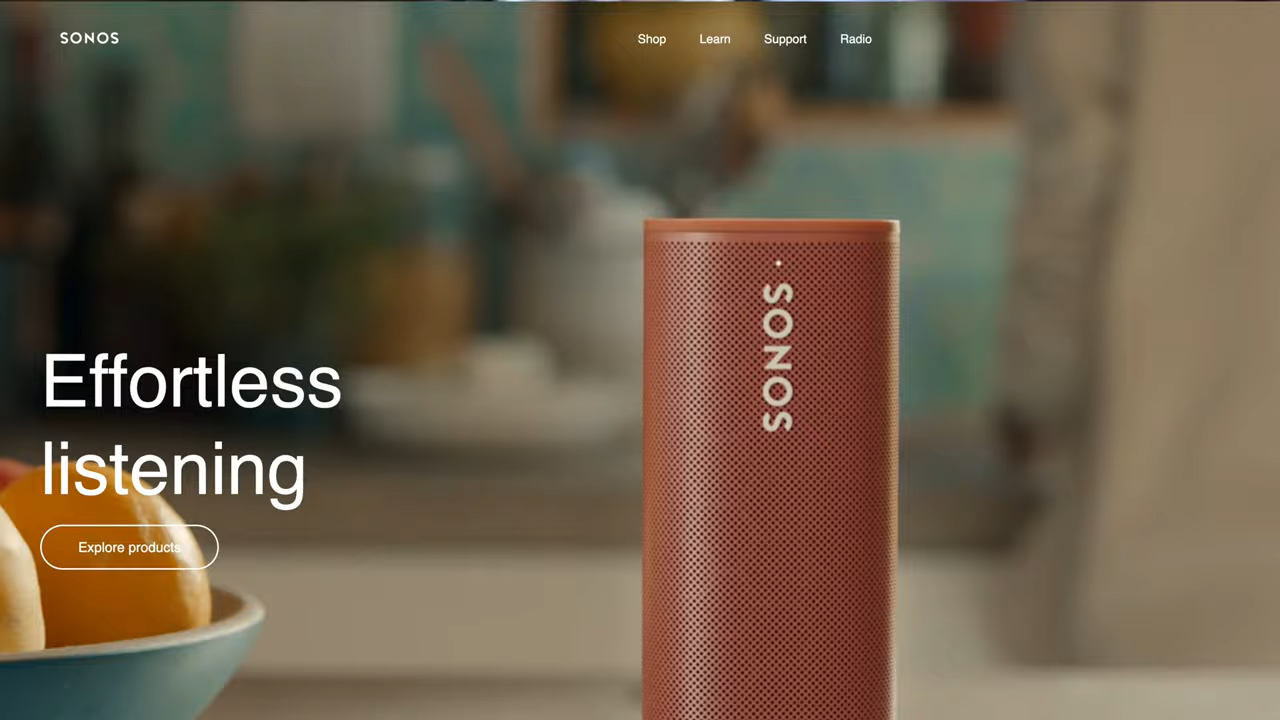 SONOS
Shop Learn Support Radio
SONOS
Effortless
listening
Explore products